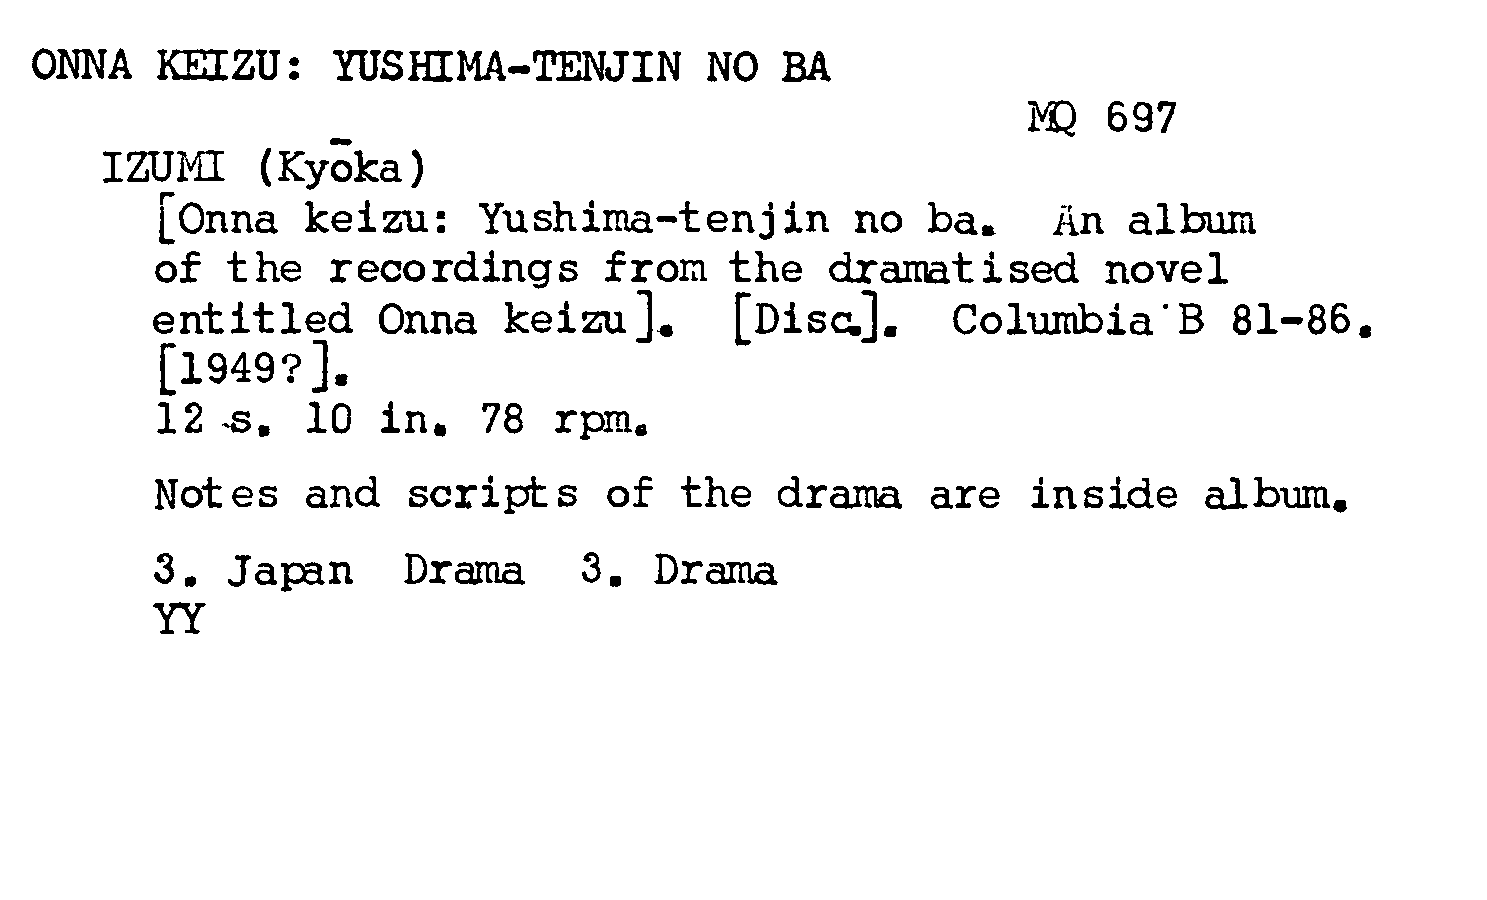 ONNA KEIZU: YUSHIMA-TENJIN NO BA
MQ 697
IZUMI (Kyōka)
[Onna keizu: Yushima-tenjin no ba. An album
of the recordings from the dramatised novel
entitled Onna keizu]. [Disc.]. Columbia B 81-86.
[1949?].
12 s. 10 in. 78 rpm.
Notes and scripts of the drama are inside album.
3. Japan Drama 3. Drama
YY